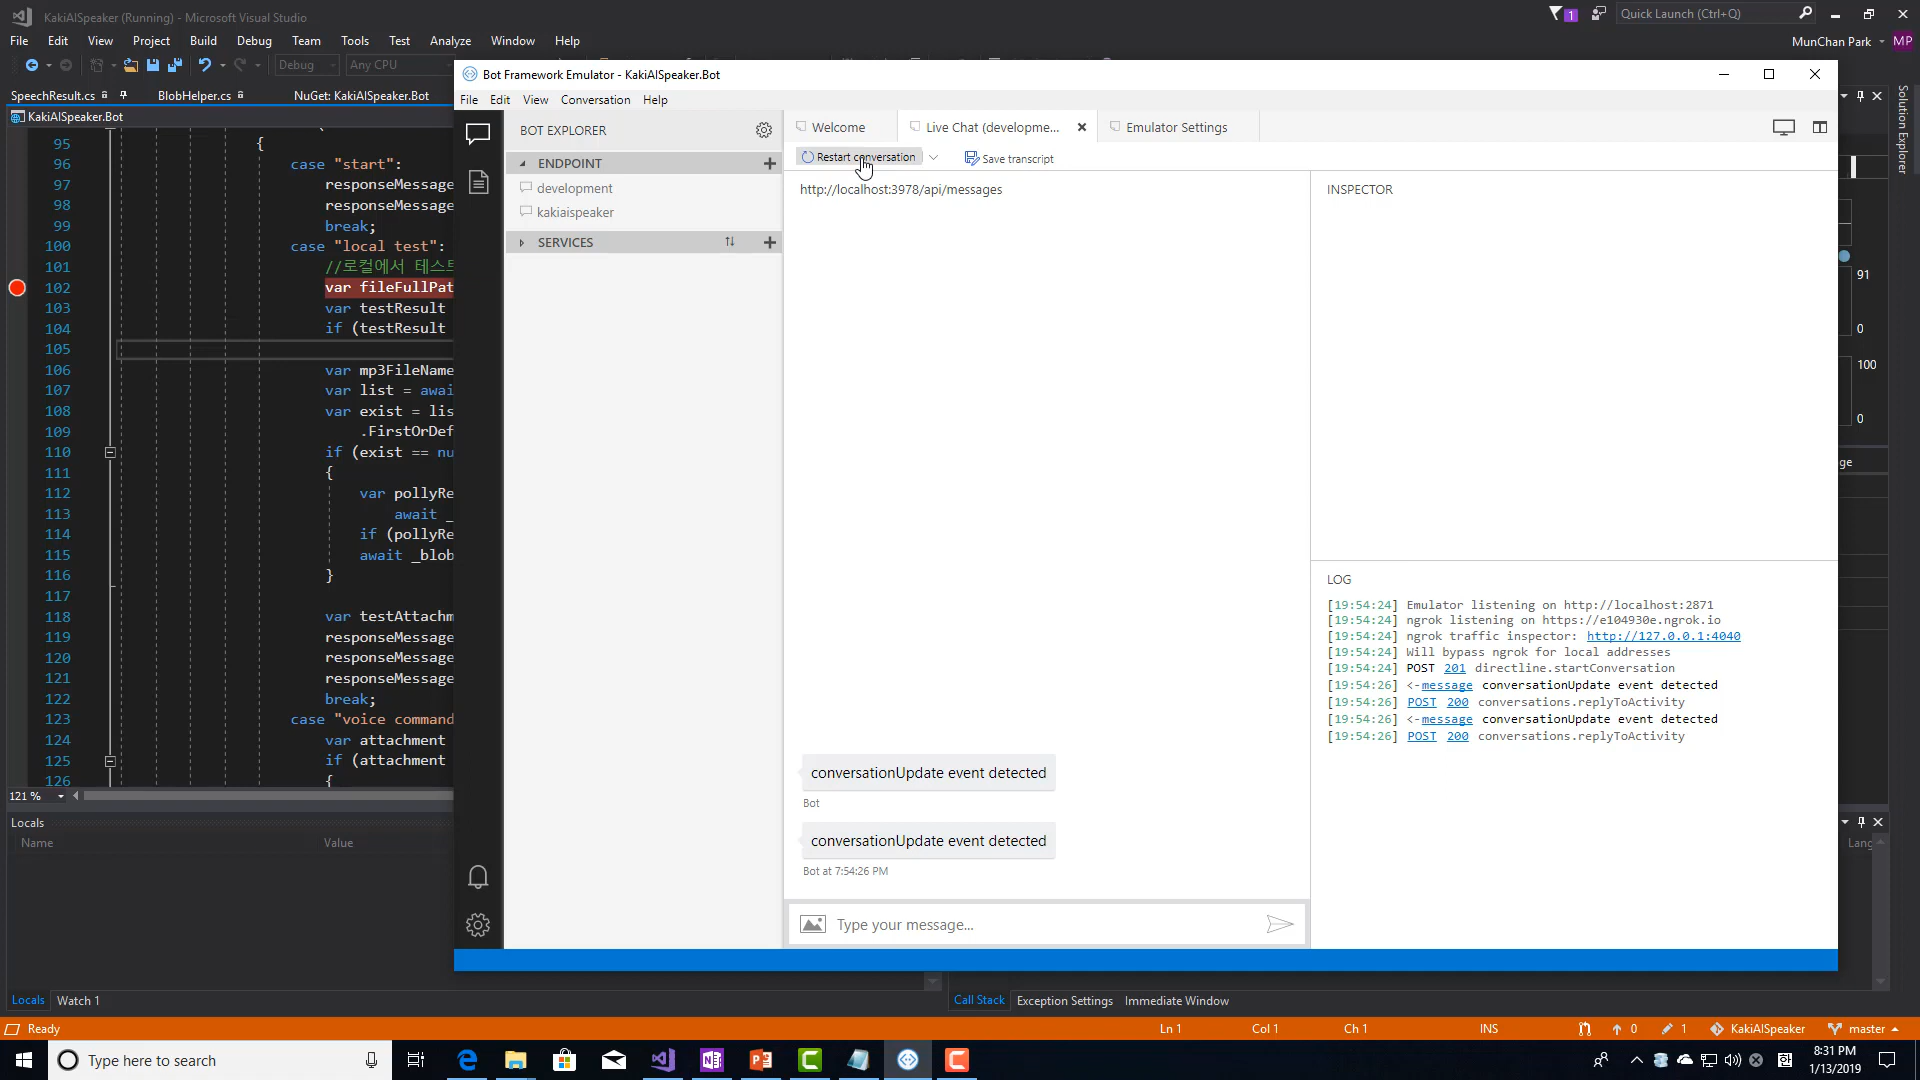 KakiAISpeaker (Running) - Microsoft Visual Studio
1
Quick Launch (Ctrl+Q)
File Edit View Project Build Debug Team Tools Test Analyze Window Help
MunChan Park
MP
Debug
Any CPU
SpeechResult.cs
BlobHelper.cs
NuGet: KakiAISpeaker.Bot
KakiAISpeaker.Bot
95 {
96 case "start":
97 responseMessage
98 responseMessage
99 break;
100 case "local test":
101 //로컬에서 테스트
102 var fileFullPat
103 var testResult
104 if (testResult
105
106 var mp3FileName
107 var list = awai
108 var exist = lis
109 .FirstOrDef
110 if (exist == nu
111 {
112 var pollyRe
113 await _
114 if (pollyRe
115 await _blob
116 }
117
118 var testAttachm
119 responseMessage
120 responseMessage
121 responseMessage
122 break;
123 case "voice command
124 var attachment
125 if (attachment
126 {
121 %
Bot Framework Emulator - KakiAISpeaker.Bot
File Edit View Conversation Help
BOT EXPLORER
ENDPOINT
development
kakiaispeaker
SERVICES
Welcome
Live Chat (developme...
Emulator Settings
Restart conversation
Save transcript
http://localhost:3978/api/messages
conversationUpdate event detected
Bot
conversationUpdate event detected
Bot at 7:54:26 PM
Type your message...
INSPECTOR
LOG
[19:54:24] Emulator listening on http://localhost:2871
[19:54:24] ngrok listening on https://e104930e.ngrok.io
[19:54:24] ngrok traffic inspector: http://127.0.0.1:4040
[19:54:24] Will bypass ngrok for local addresses
[19:54:24] POST 201 directline.startConversation
[19:54:26] <-message conversationUpdate event detected
[19:54:26] POST 200 conversations.replyToActivity
[19:54:26] <-message conversationUpdate event detected
[19:54:26] POST 200 conversations.replyToActivity
Solution Explorer
91
0
100
0
ge
Lang
Locals
Name Value
Locals Watch 1
Call Stack Exception Settings Immediate Window
Ready
Ln 1 Col 1 Ch 1 INS
0
1
KakiAISpeaker
master
Type here to search
한
8:31 PM
1/13/2019